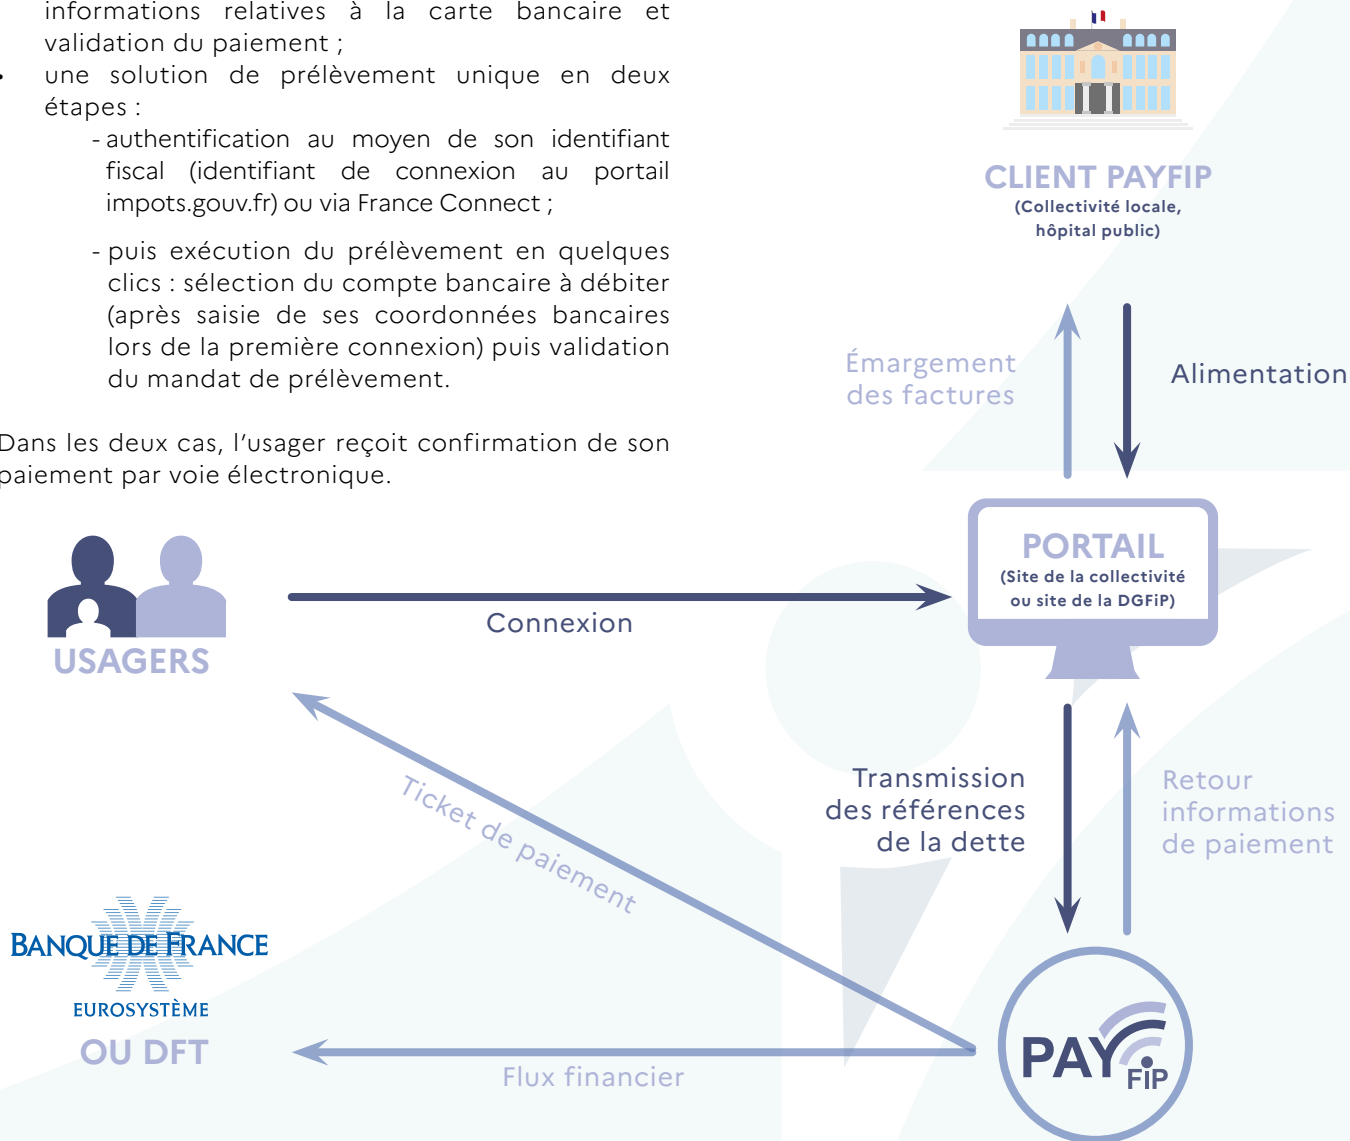 informations relatives à la carte bancaire et
validation du paiement ;
• une solution de prélèvement unique en deux
étapes :
- authentification au moyen de son identifiant
fiscal (identifiant de connexion au portail
impots.gouv.fr) ou via France Connect ;
- puis exécution du prélèvement en quelques
clics : sélection du compte bancaire à débiter
(après saisie de ses coordonnées bancaires
lors de la première connexion) puis validation
du mandat de prélèvement.
Dans les deux cas, l'usager reçoit confirmation de son
paiement par voie électronique.
CLIENT PAYFIP
(Collectivité locale,
hôpital public)
Émargement
des factures
Alimentation
PORTAIL
(Site de la collectivité
ou site de la DGFiP)
USAGERS
Connexion
Transmission
des références
de la dette
Retour
informations
de paiement
Ticket de paiement
BANQUE DE FRANCE
EUROSYSTÈME
OU DFT
Flux financier
PAY
FiP